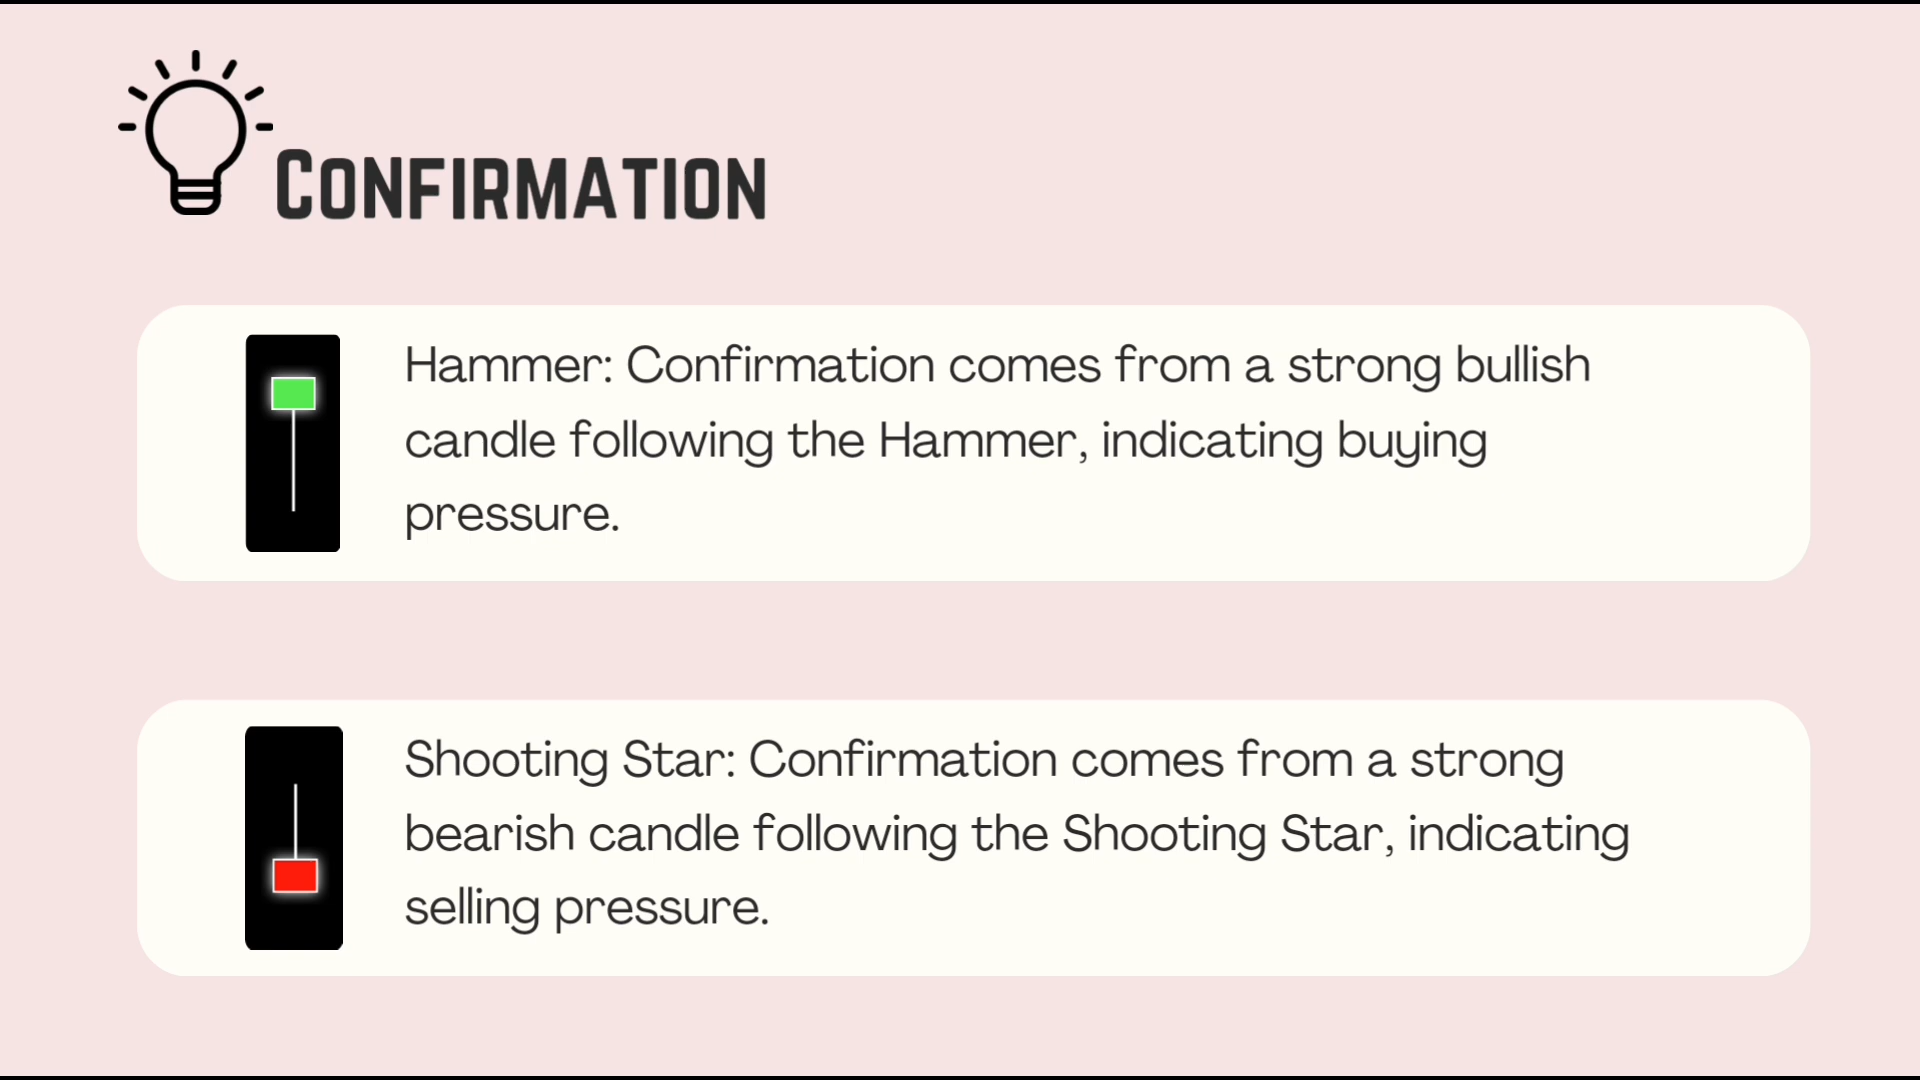 Confirmation
Hammer: Confirmation comes from a strong bullish
candle following the Hammer, indicating buying
pressure.
Shooting Star: Confirmation comes from a strong
bearish candle following the Shooting Star, indicating
selling pressure.